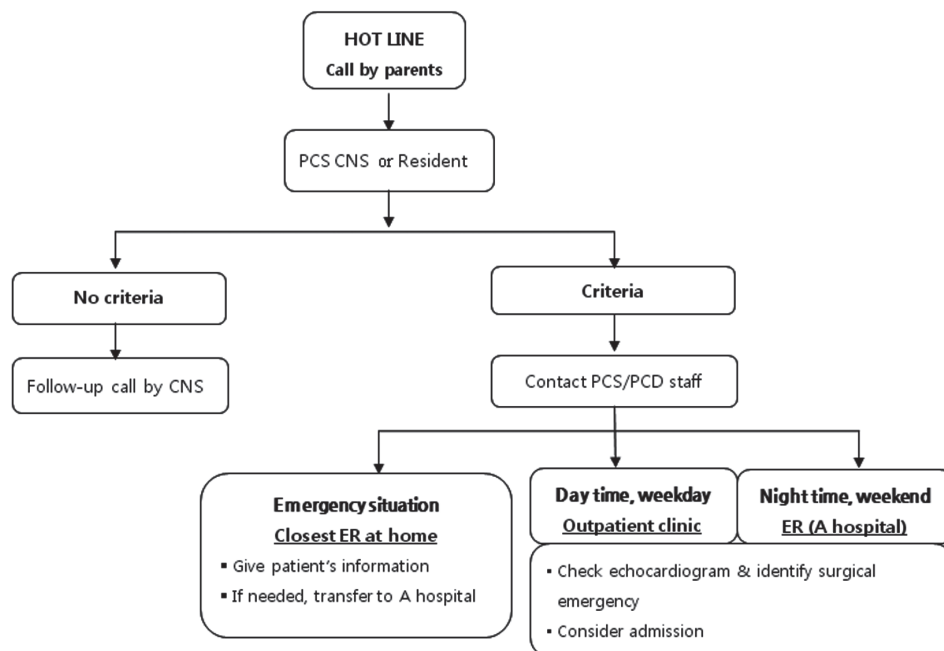 HOT LINE
Call by parents
PCS CNS or Resident
No criteria
Criteria
Follow-up call by CNS
Contact PCS/PCD staff
Emergency situation
Closest ER at home
▪ Give patient's information
▪ If needed, transfer to A hospital
Day time, weekday
Outpatient clinic
Night time, weekend
ER (A hospital)
▪ Check echocardiogram & identify surgical
emergency
▪ Consider admission